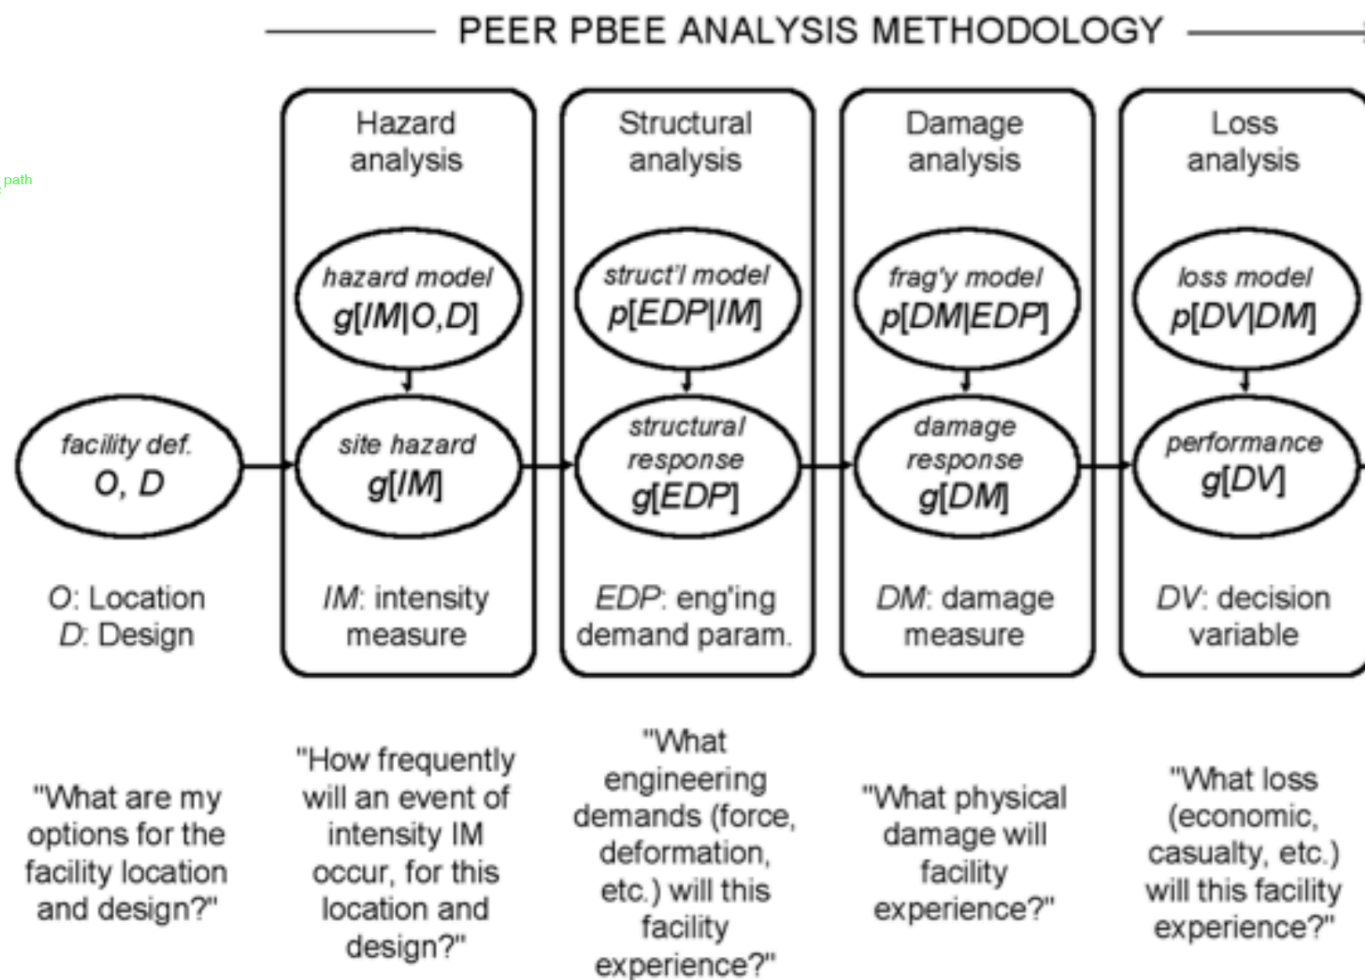 PEER PBEE ANALYSIS METHODOLOGY
path
Hazard
analysis
hazard model
g[IM|O,D]
site hazard
g[IM]
IM: intensity
measure
Structural
analysis
struct'l model
p[EDP|IM]
structural
response
g[EDP]
EDP: eng'ing
demand param.
Damage
analysis
frag'y model
p[DM|EDP]
damage
response
g[DM]
DM: damage
measure
Loss
analysis
loss model
p[DV|DM]
performance
g[DV]
DV: decision
variable
facility def.
O, D
O: Location
D: Design
"What are my
options for the
facility location
and design?"
"How frequently
will an event of
intensity IM
occur, for this
location and
design?"
"What
engineering
demands (force,
deformation,
etc.) will this
facility
experience?"
"What physical
damage will
facility
experience?"
"What loss
(economic,
casualty, etc.)
will this facility
experience?"